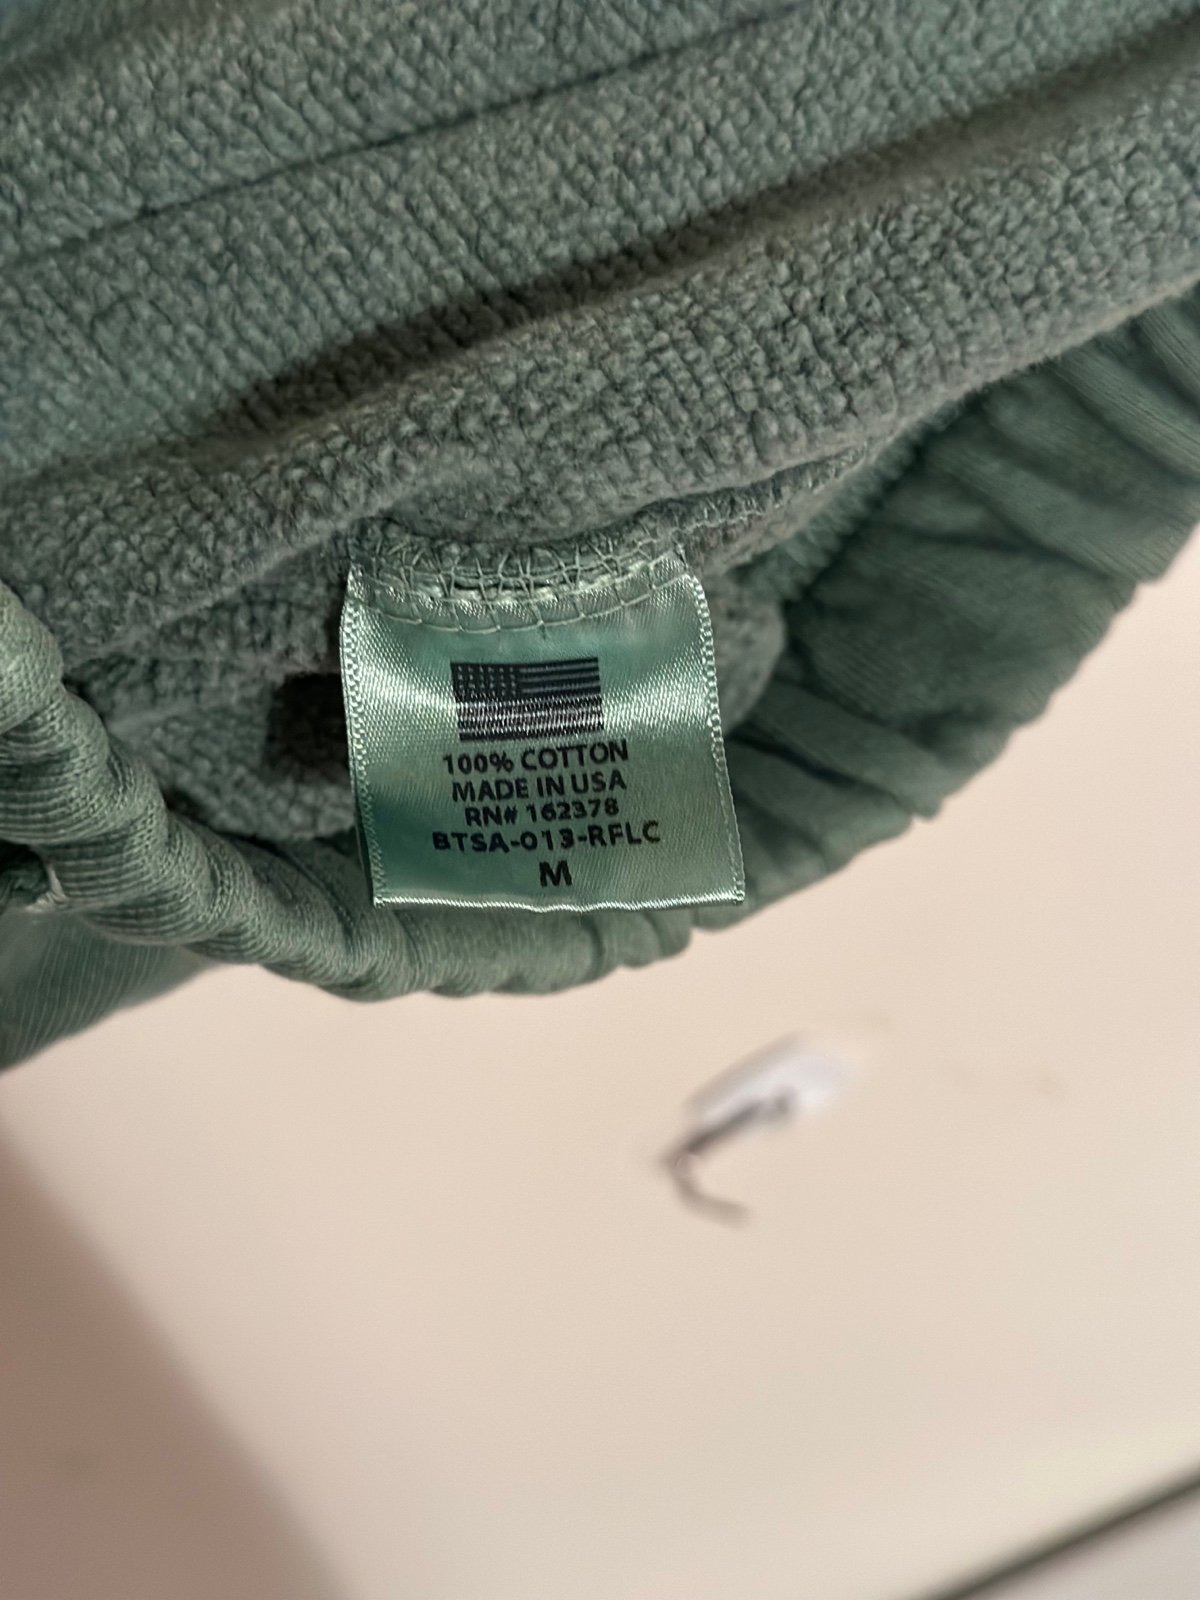 100% COTTON
MADE IN USA
RN# 162378
BTSA-013-RFLC
M